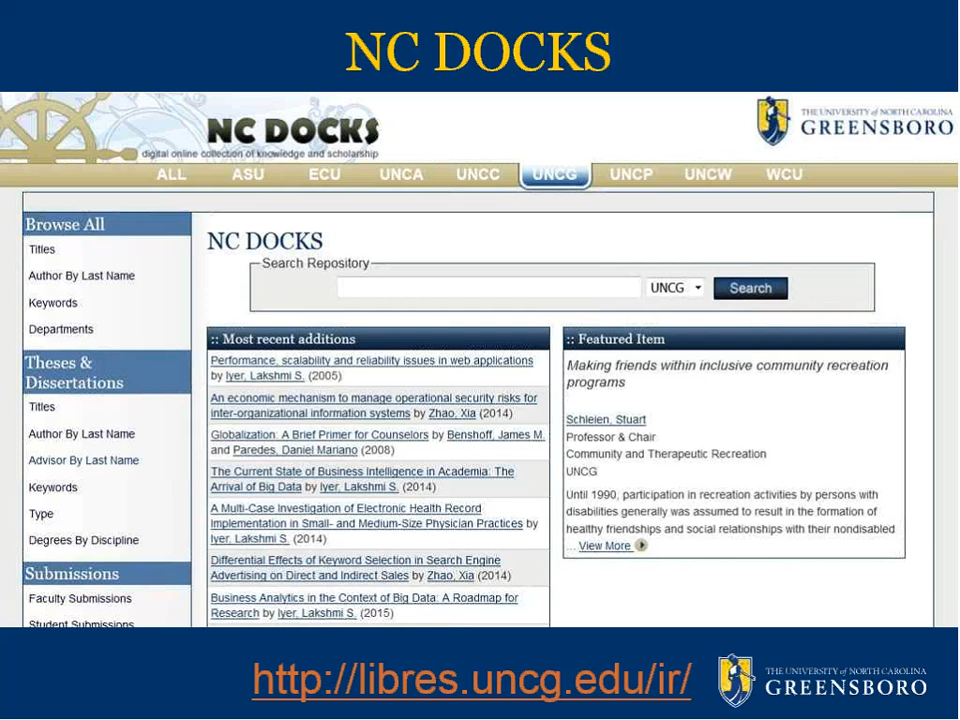 NC DOCKS
NC DOCKS
digital online collection of knowledge and scholarship
THE UNIVERSITY of NORTH CAROLINA
GREENSBORO
ALL ASU ECU UNCA UNCC UNCG UNCP UNCW WCU
Browse All
Titles
Author By Last Name
Keywords
Departments
Theses &
Dissertations
Titles
Author By Last Name
Advisor By Last Name
Keywords
Type
Degrees By Discipline
Submissions
Faculty Submissions
Student Submissions
NC DOCKS
Search Repository
UNCG
Search
:: Most recent additions
Performance, scalability and reliability issues in web applications
by Iyer, Lakshmi S. (2005)
An economic mechanism to manage operational security risks for
inter-organizational information systems by Zhao, Xia (2014)
Globalization: A Brief Primer for Counselors by Benshoff, James M.
and Paredes, Daniel Mariano (2008)
The Current State of Business Intelligence in Academia: The
Arrival of Big Data by Iyer, Lakshmi S. (2014)
A Multi-Case Investigation of Electronic Health Record
Implementation in Small- and Medium-Size Physician Practices by
Iyer, Lakshmi S. (2014)
Differential Effects of Keyword Selection in Search Engine
Advertising on Direct and Indirect Sales by Zhao, Xia (2014)
Business Analytics in the Context of Big Data: A Roadmap for
Research by Iyer, Lakshmi S. (2015)
:: Featured Item
Making friends within inclusive community recreation
programs
Schleien, Stuart
Professor & Chair
Community and Therapeutic Recreation
UNCG
Until 1990, participation in recreation activities by persons with
disabilities generally was assumed to result in the formation of
healthy friendships and social relationships with their nondisabled
... View More
http://libres.uncg.edu/ir/
THE UNIVERSITY of NORTH CAROLINA
GREENSBORO